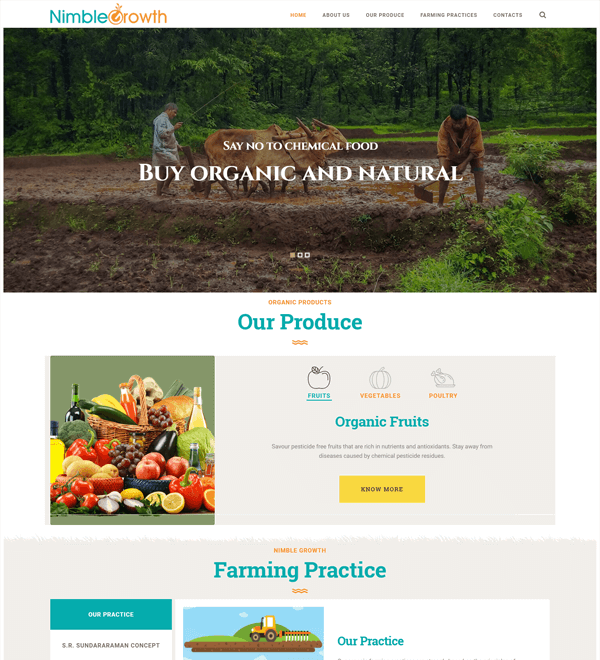 NimbleGrowth
HOME ABOUT US OUR PRODUCE FARMING PRACTICES CONTACTS
SAY NO TO CHEMICAL FOOD
BUY ORGANIC AND NATURAL
ORGANIC PRODUCTS
Our Produce
FRUITS VEGETABLES POULTRY
Organic Fruits
Savour pesticide free fruits that are rich in nutrients and antioxidants. Stay away from
diseases caused by chemical pesticide residues.
KNOW MORE
NIMBLE GROWTH
Farming Practice
OUR PRACTICE
Our Practice
S.R. SUNDARARAMAN CONCEPT